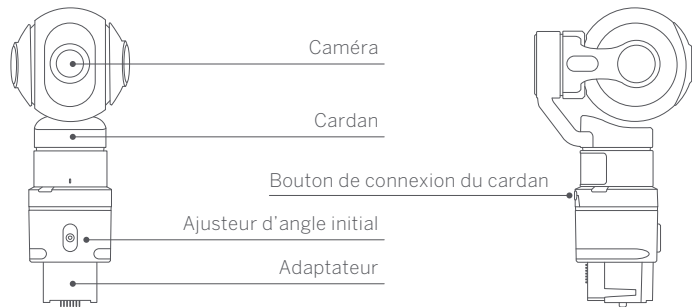 Caméra
Cardan
Bouton de connexion du cardan
Ajusteur d'angle initial
Adaptateur